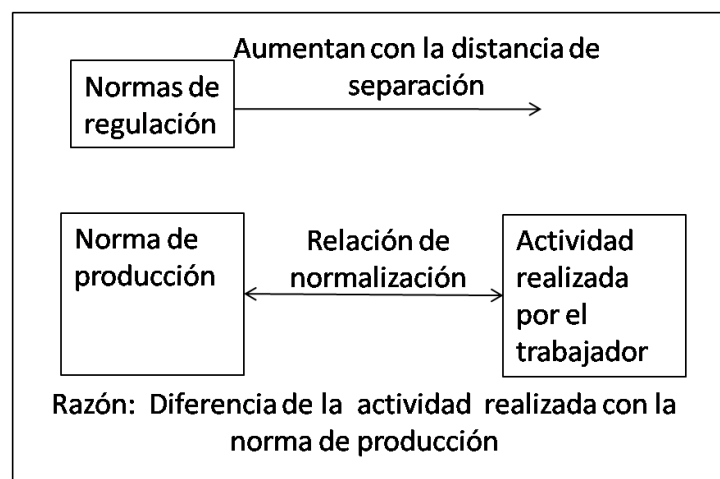 Aumentan con la distancia de
separación
Normas de
regulación
Norma de
producción
Relación de
normalización
Actividad
realizada
por el
trabajador
Razón: Diferencia de la actividad realizada con la
norma de producción